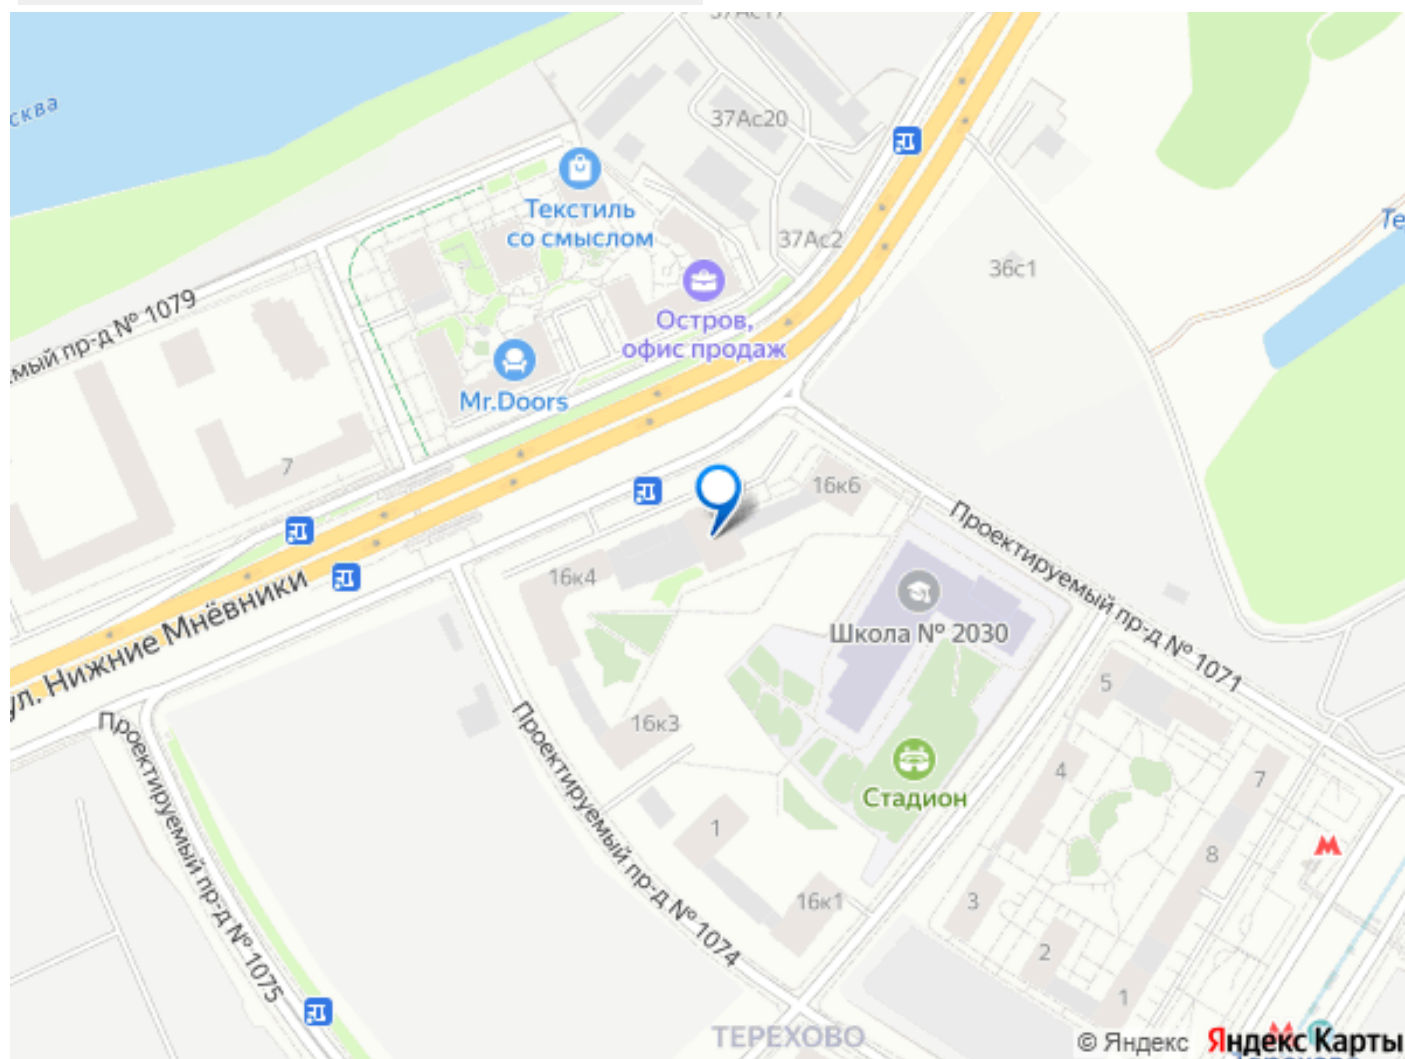 37Ас17
сква
37Ас20
Текстиль
со смыслом
37Ас2
Те
36с1
Остров,
офис продаж
мый пр-д № 1079
Mr.Doors
7
16к6
Проектируемый пр-д № 1071
16к4
Школа № 2030
ул. Нижние Мнёвники
5
16к3
Проектируемый пр-д № 1075
Проектируемый пр-д № 1074
4
7
Стадион
1
8
3
16к1
2
1
ТЕРЕХОВО
© Яндекс Яндекс Карты